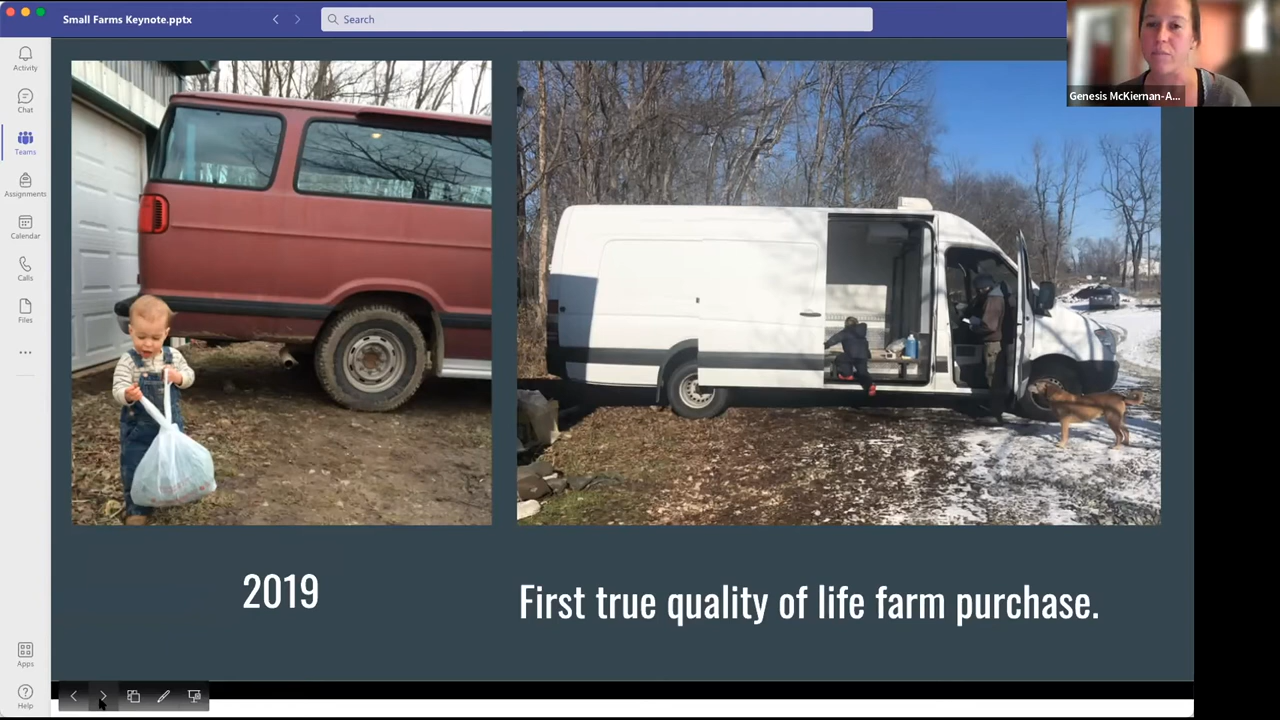 Small Farms Keynote.pptx
Search
Genesis McKiernan-A...
Activity
Chat
Teams
Assignments
Calendar
Calls
Files
Apps
Help
2019
First true quality of life farm purchase.